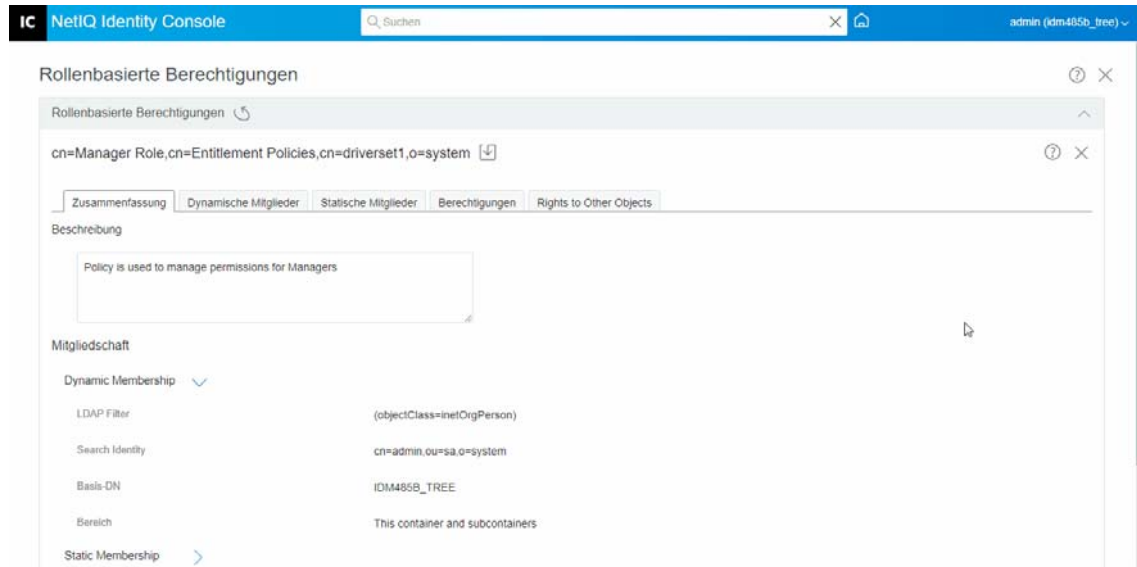 IC NetIQ Identity Console Suchen admin (idm485b_tree)
Rollenbasierte Berechtigungen
Rollenbasierte Berechtigungen
cn=Manager Role,cn=Entitlement Policies,cn=driverset1,o=system
Zusammenfassung Dynamische Mitglieder Statische Mitglieder Berechtigungen Rights to Other Objects
Beschreibung
Policy is used to manage permissions for Managers
Mitgliedschaft
Dynamic Membership
LDAP Filter (objectClass=inetOrgPerson)
Search Identity cn=admin,ou=sa,o=system
Basis-DN IDM485B_TREE
Bereich This container and subcontainers
Static Membership